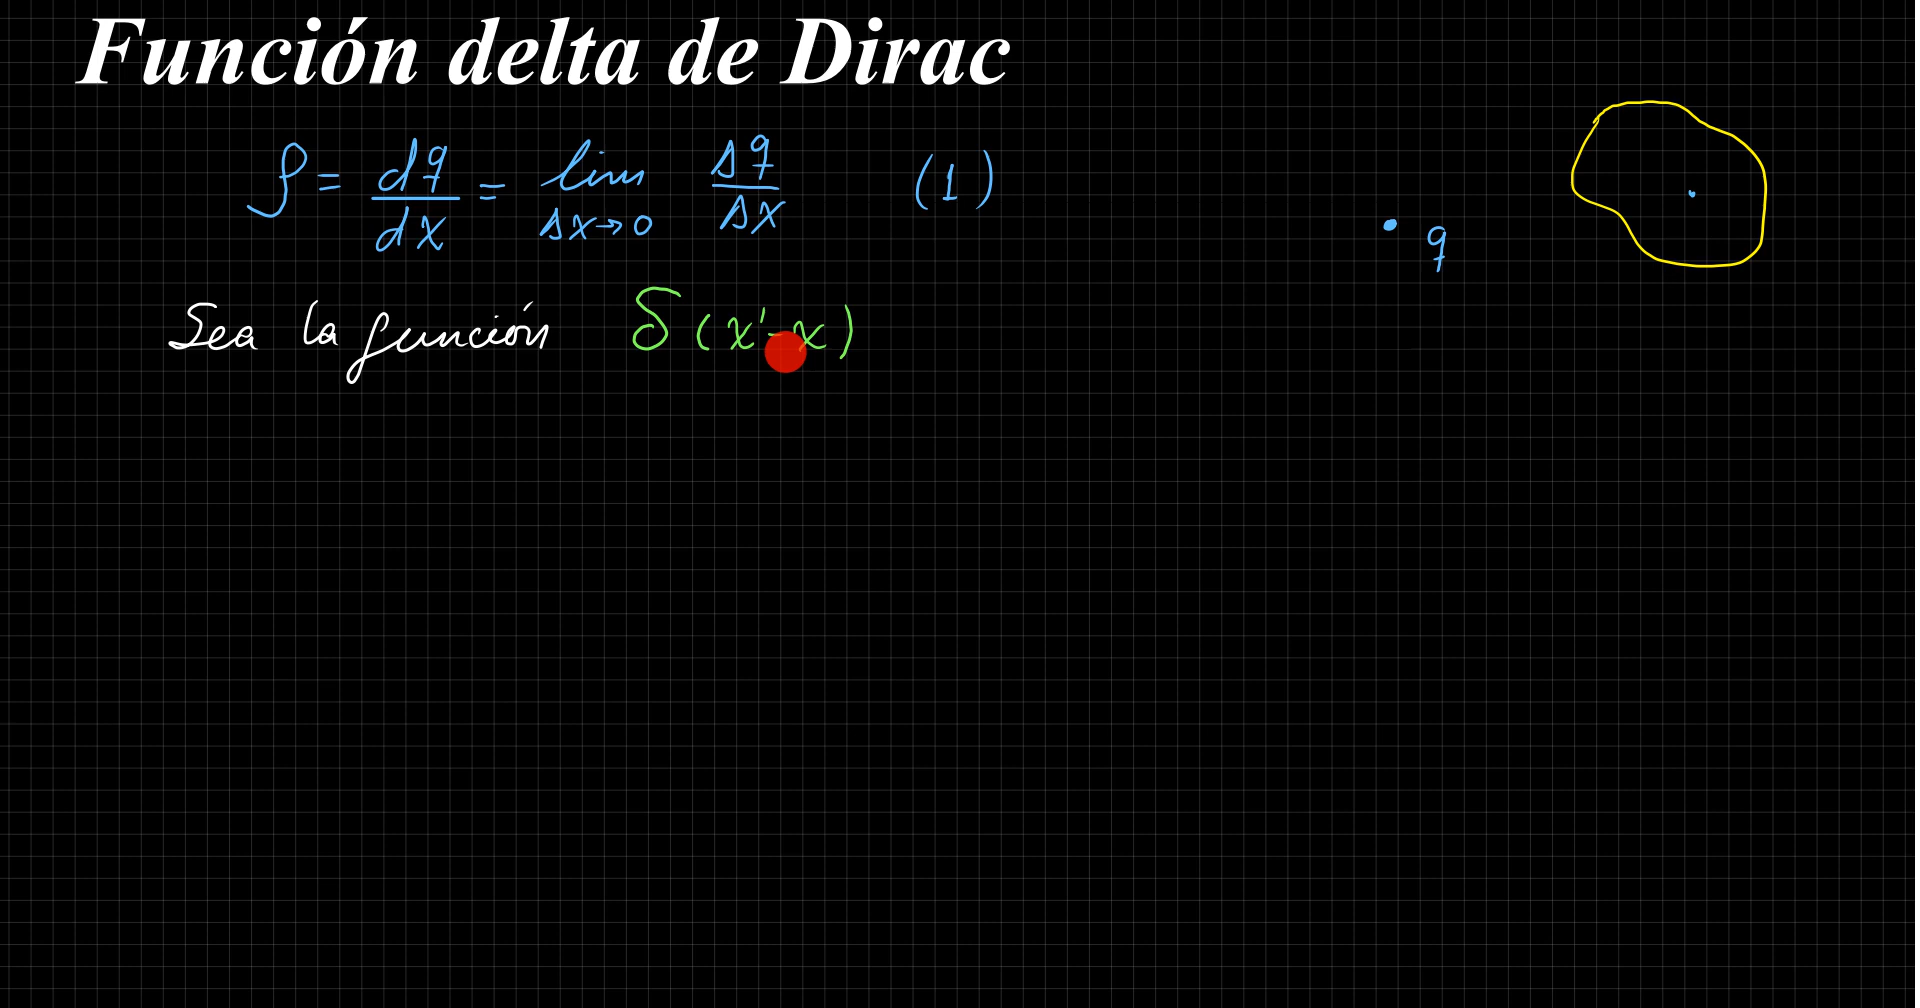 Función delta de Dirac
ρ = dq/dx = lim Δx→0 Δq/Δx (1)
q
Sea la función δ(x'-x)